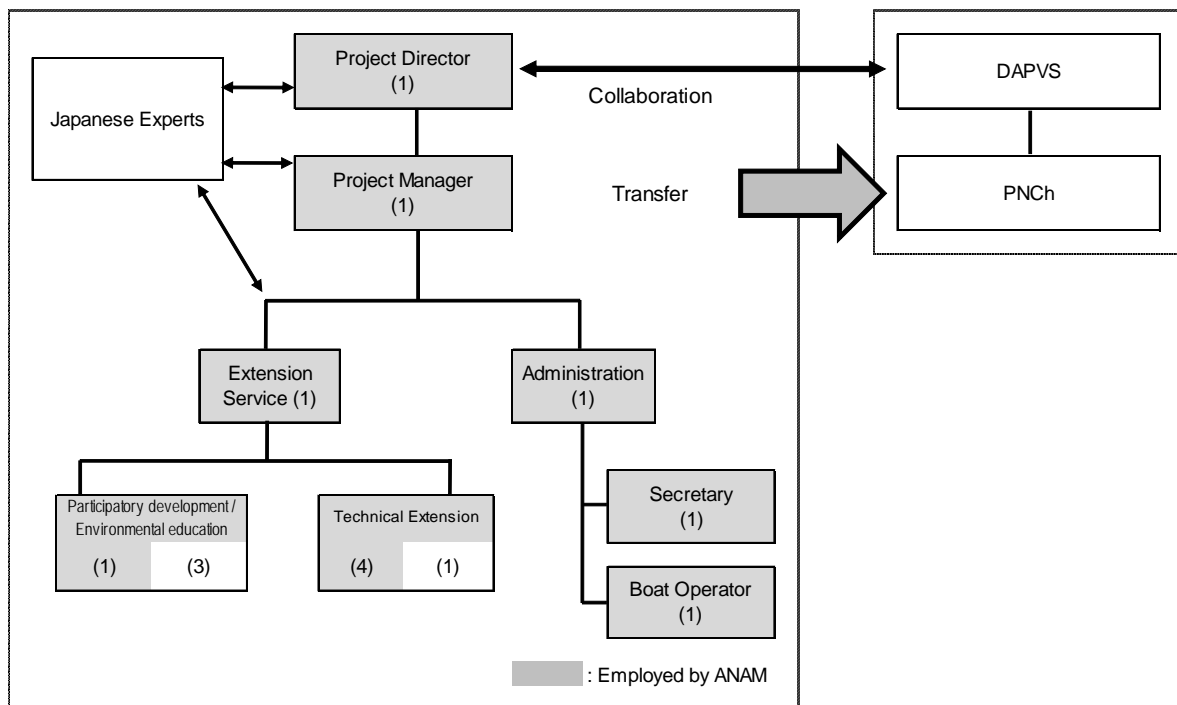 Project Director
(1)
DAPVS
Collaboration
Japanese Experts
Project Manager
(1)
Transfer
PNCh
Extension
Service (1)
Administration
(1)
Participatory development /
Environmental education
(1) (3)
Technical Extension
(4) (1)
Secretary
(1)
Boat Operator
(1)
: Employed by ANAM